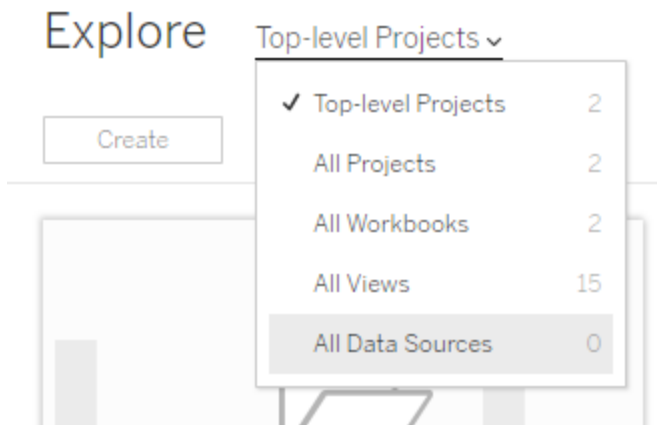 Explore Top-level Projects
Create
Top-level Projects 2
All Projects 2
All Workbooks 2
All Views 15
All Data Sources 0